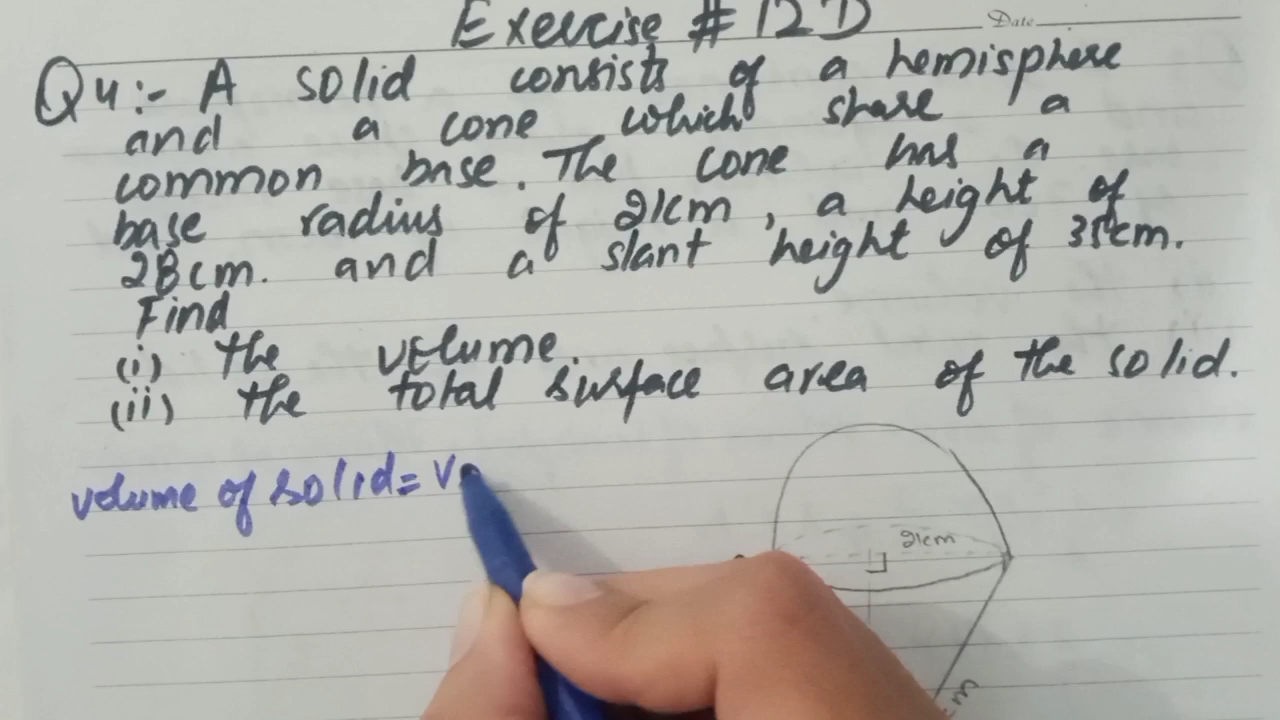 Exercise # 12D
Date
Q4:- A solid consists of a hemisphere
and a cone which share a
common base. The cone has a
base radius of 21cm, a height of
28cm. and a slant height of 35cm.
Find
(i) the volume.
(ii) the total surface area of the solid.
volume of solid = V
21cm
cm